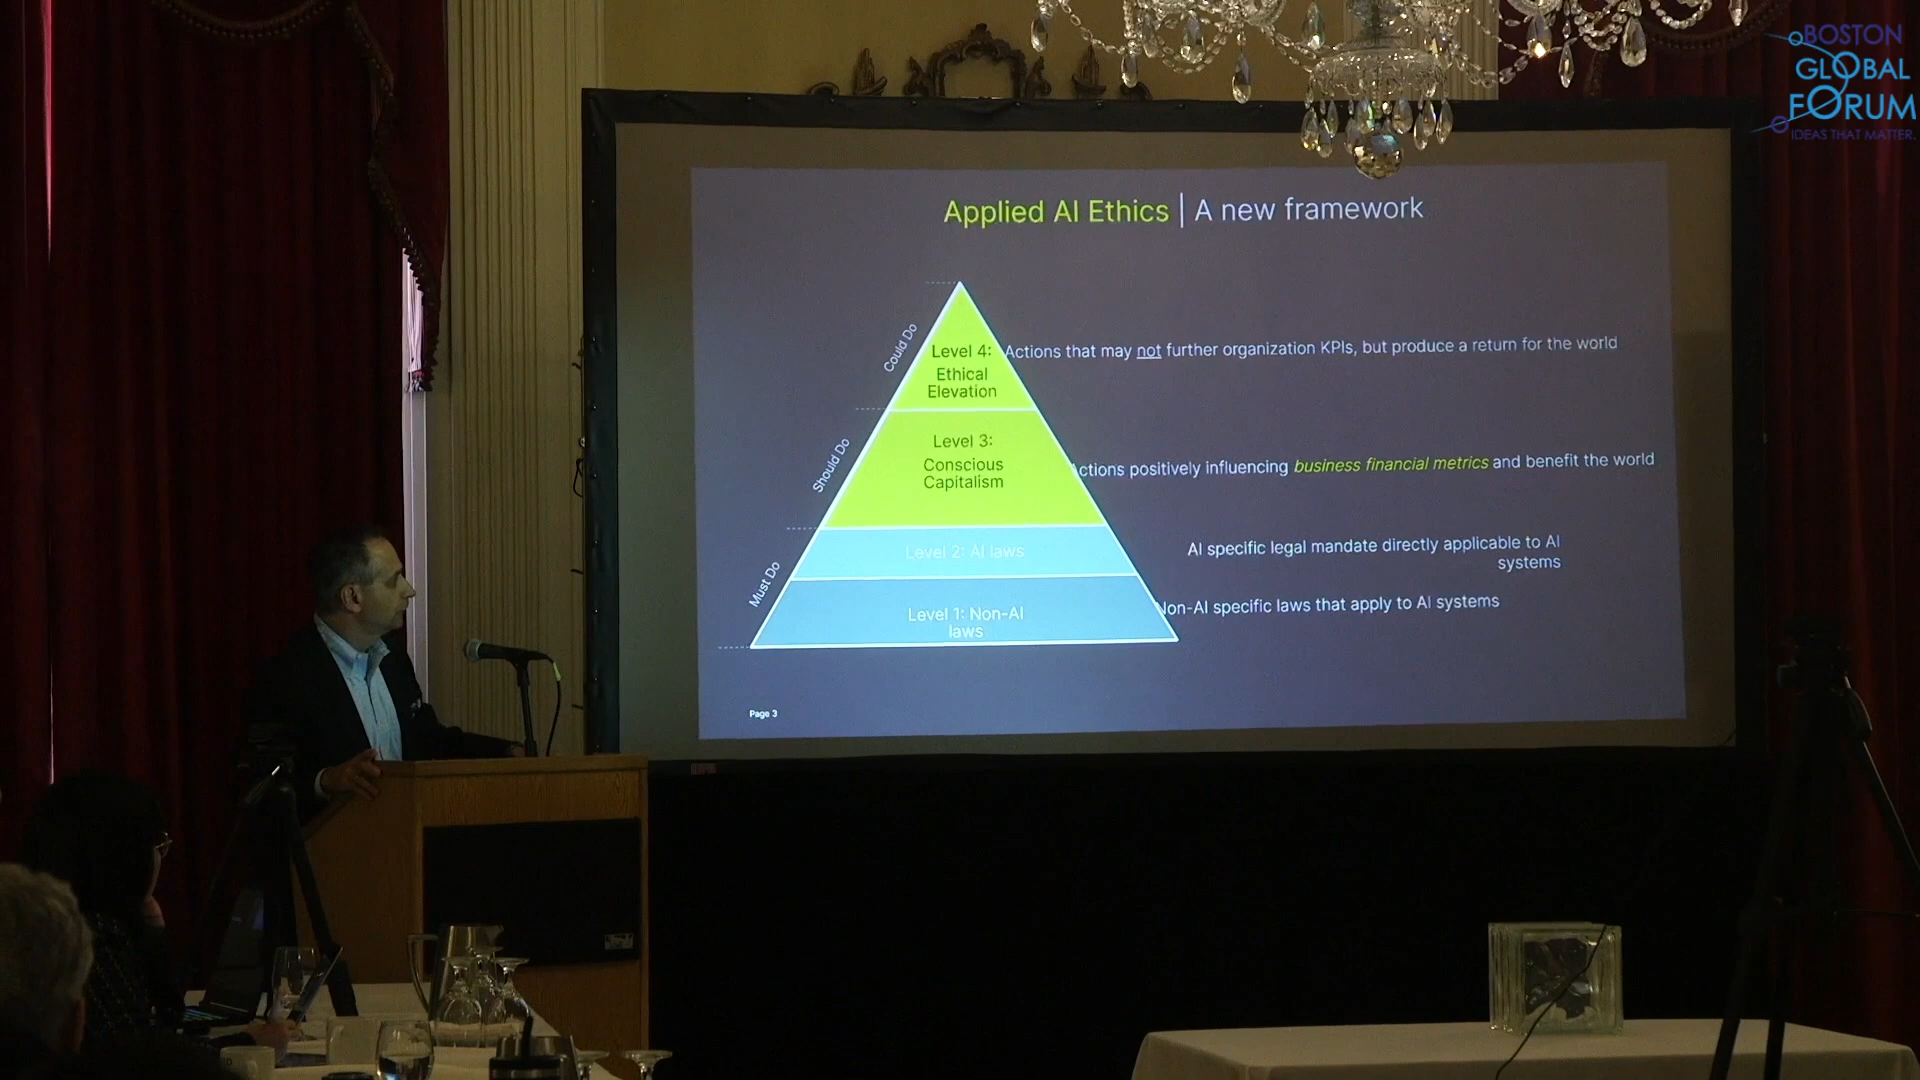 BOSTON
GLOBAL
FORUM
IDEAS THAT MATTER.
Applied AI Ethics | A new framework
Could Do
Level 4:
Ethical
Elevation
Actions that may not further organization KPIs, but produce a return for the world
Should Do
Level 3:
Conscious
Capitalism
Actions positively influencing business financial metrics and benefit the world
Must Do
Level 2: AI laws
AI specific legal mandate directly applicable to AI
systems
Level 1: Non-AI
laws
Non-AI specific laws that apply to AI systems
Page 3